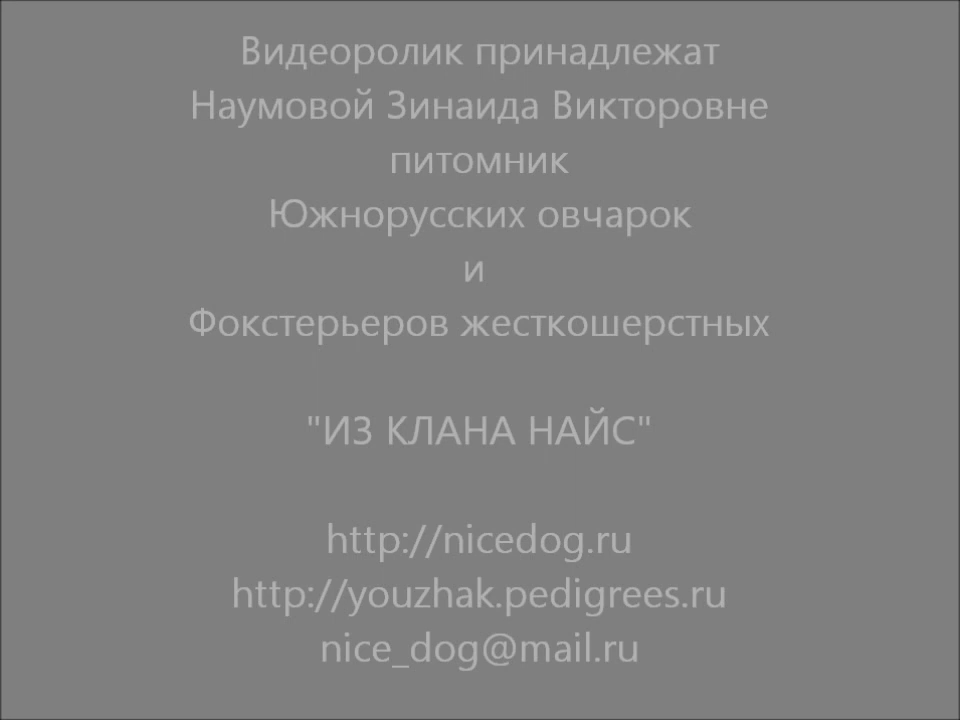 Видеоролик принадлежат
Наумовой Зинаида Викторовне
питомник
Южнорусских овчарок
и
Фокстерьеров жесткошерстных
"ИЗ КЛАНА НАЙС"
http://nicedog.ru
http://youzhak.pedigrees.ru
nice_dog@mail.ru